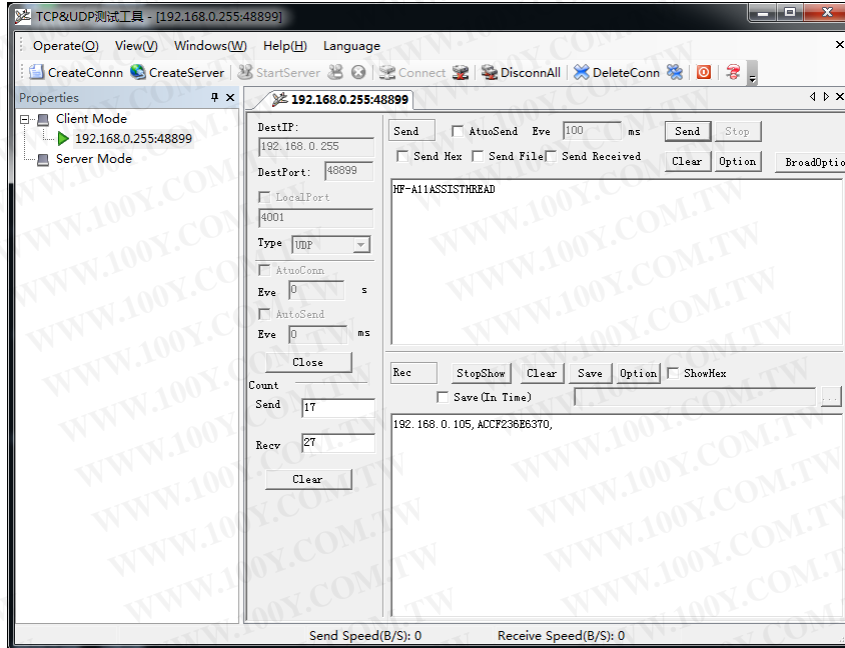 TCP&UDP测试工具 - [192.168.0.255:48899]
Operate(O) View(V) Windows(W) Help(H) Language
CreateConnn CreateServer StartServer Connect DisconnAll DeleteConn
Properties
Client Mode
192.168.0.255:48899
Server Mode
192.168.0.255:48899
DestIP:
192.168.0.255
DestPort: 48899
LocalPort
4001
Type UDP
AtuoConn
Eve 0 s
AutoSend
Eve 0 ms
Close
Count
Send 17
Recv 27
Clear
Send AtuoSend Eve 100 ms Send Stop
Send Hex Send File Send Received Clear Option BroadOptio
HF-A11ASSISTHREAD
Rec StopShow Clear Save Option ShowHex
Save(In Time) ...
192.168.0.105,ACCF236E6370,
Send Speed(B/S): 0 Receive Speed(B/S): 0
WWW.100Y.COM.TW